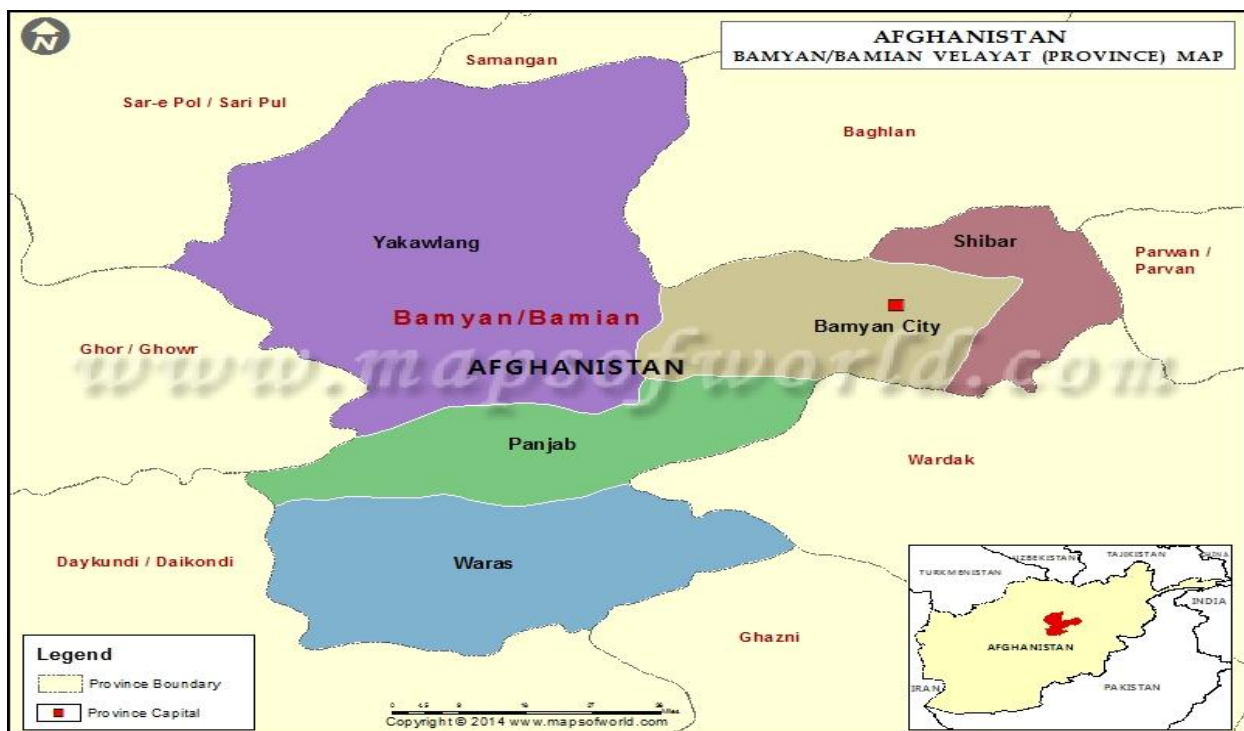 N
AFGHANISTAN
BAMYAN/BAMIAN VELAYAT (PROVINCE) MAP
Samangan
Sar-e Pol / Sari Pul
Baghlan
Yakawlang
Shibar
Parwan /
Parvan
Bamyan/Bamian
Bamyan City
Ghor / Ghowr
AFGHANISTAN
www.mapsofworld.com
Panjab
Wardak
Daykundi / Daikondi
Waras
Ghazni
Legend
Province Boundary
Province Capital
Miles
Copyright © 2014 www.mapsofworld.com
UZBEKISTAN
TAJIKISTAN
CHINA
TURKMENISTAN
INDIA
AFGHANISTAN
IRAN
PAKISTAN